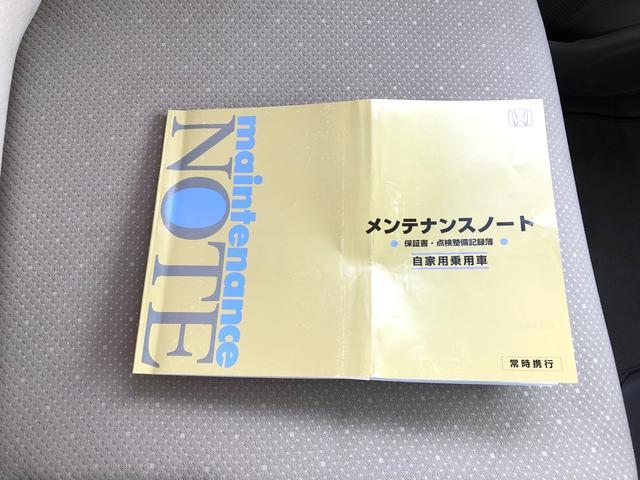 maintenance
NOTE
メンテナンスノート
保証書・点検整備記録簿
自家用乗用車
常時携行